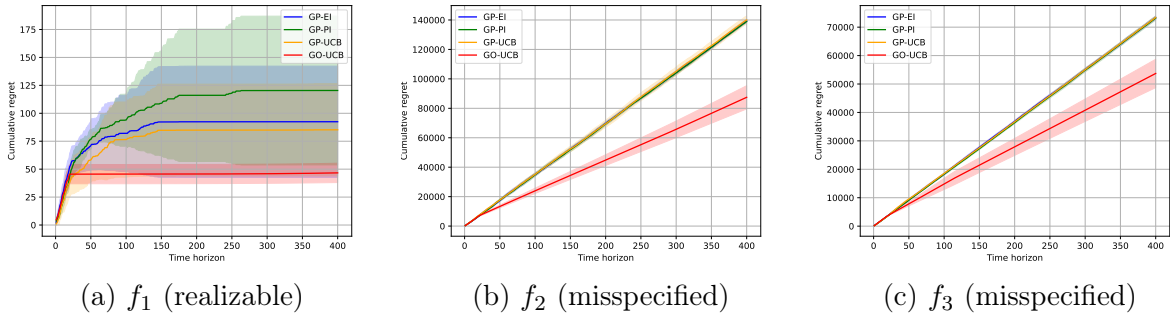 GP-EI
GP-PI
GP-UCB
GO-UCB
Cumulative regret
175
150
125
100
75
50
25
0
0 50 100 150 200 250 300 350 400
Time horizon
(a) f1 (realizable)
GP-EI
GP-PI
GP-UCB
GO-UCB
Cumulative regret
140000
120000
100000
80000
60000
40000
20000
0
0 50 100 150 200 250 300 350 400
Time horizon
(b) f2 (misspecified)
GP-EI
GP-PI
GP-UCB
GO-UCB
Cumulative regret
70000
60000
50000
40000
30000
20000
10000
0
0 50 100 150 200 250 300 350 400
Time horizon
(c) f3 (misspecified)